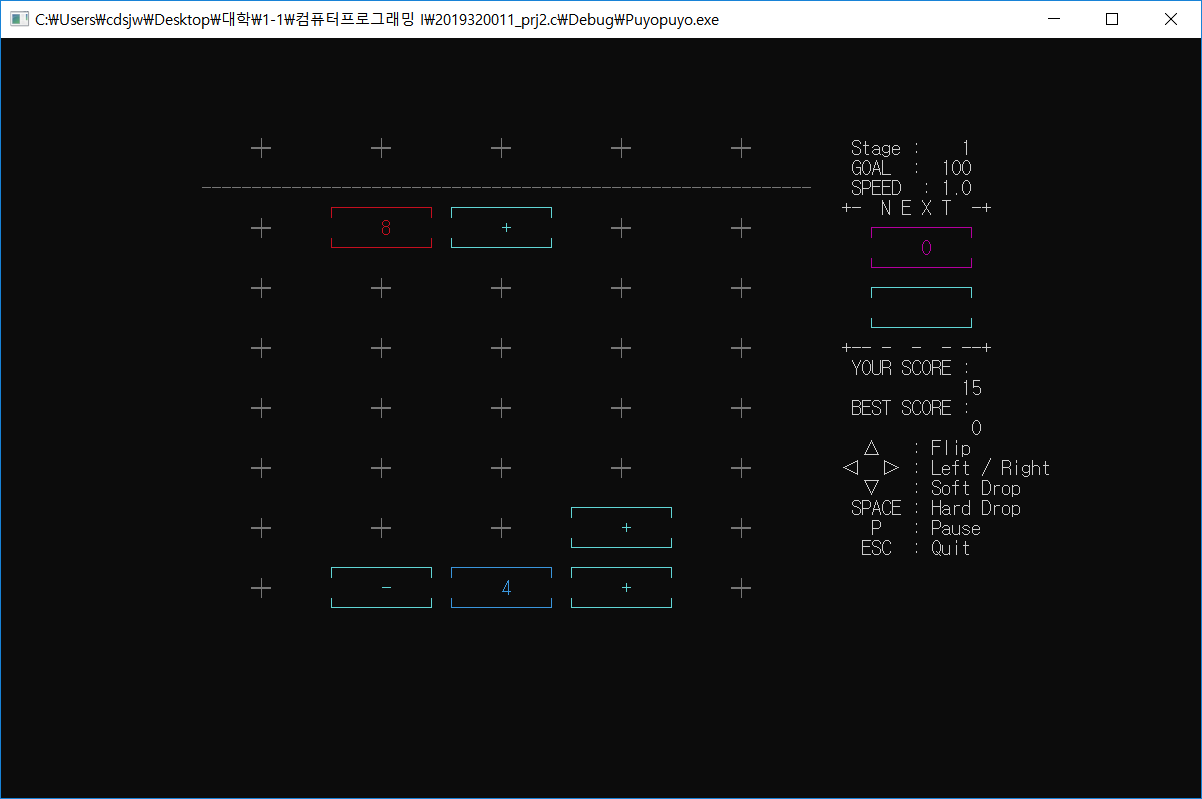 C:₩Users₩cdsjw₩Desktop₩대학₩1-1₩컴퓨터프로그래밍 I₩2019320011_prj2.c₩Debug₩Puyopuyo.exe
+ + + + +
-------------------------------------------------------------
+ 8 + + +
+ + + + +
+ + + + +
+ + + + +
+ + + + +
+ + + + +
+ - 4 + +
Stage : 1
GOAL : 100
SPEED : 1.0
+- N E X T -+
0
+-- - - - --+
YOUR SCORE :
15
BEST SCORE :
0
△ : Flip
◁ ▷ : Left / Right
▽ : Soft Drop
SPACE : Hard Drop
P : Pause
ESC : Quit